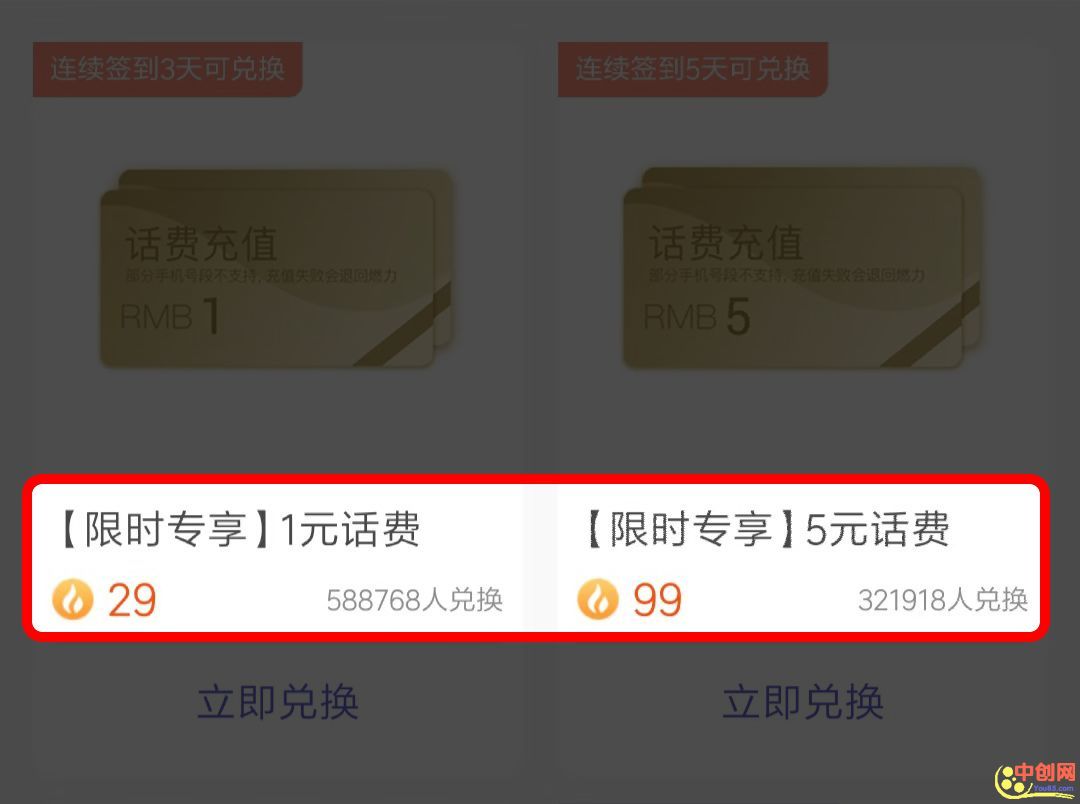 连续签到3天可兑换
连续签到5天可兑换
话费充值
部分手机号段不支持，充值失败会退回燃力
RMB 1
话费充值
部分手机号段不支持，充值失败会退回燃力
RMB 5
【限时专享】1元话费
29
588768人兑换
【限时专享】5元话费
99
321918人兑换
立即兑换
立即兑换
中创网
You85.com